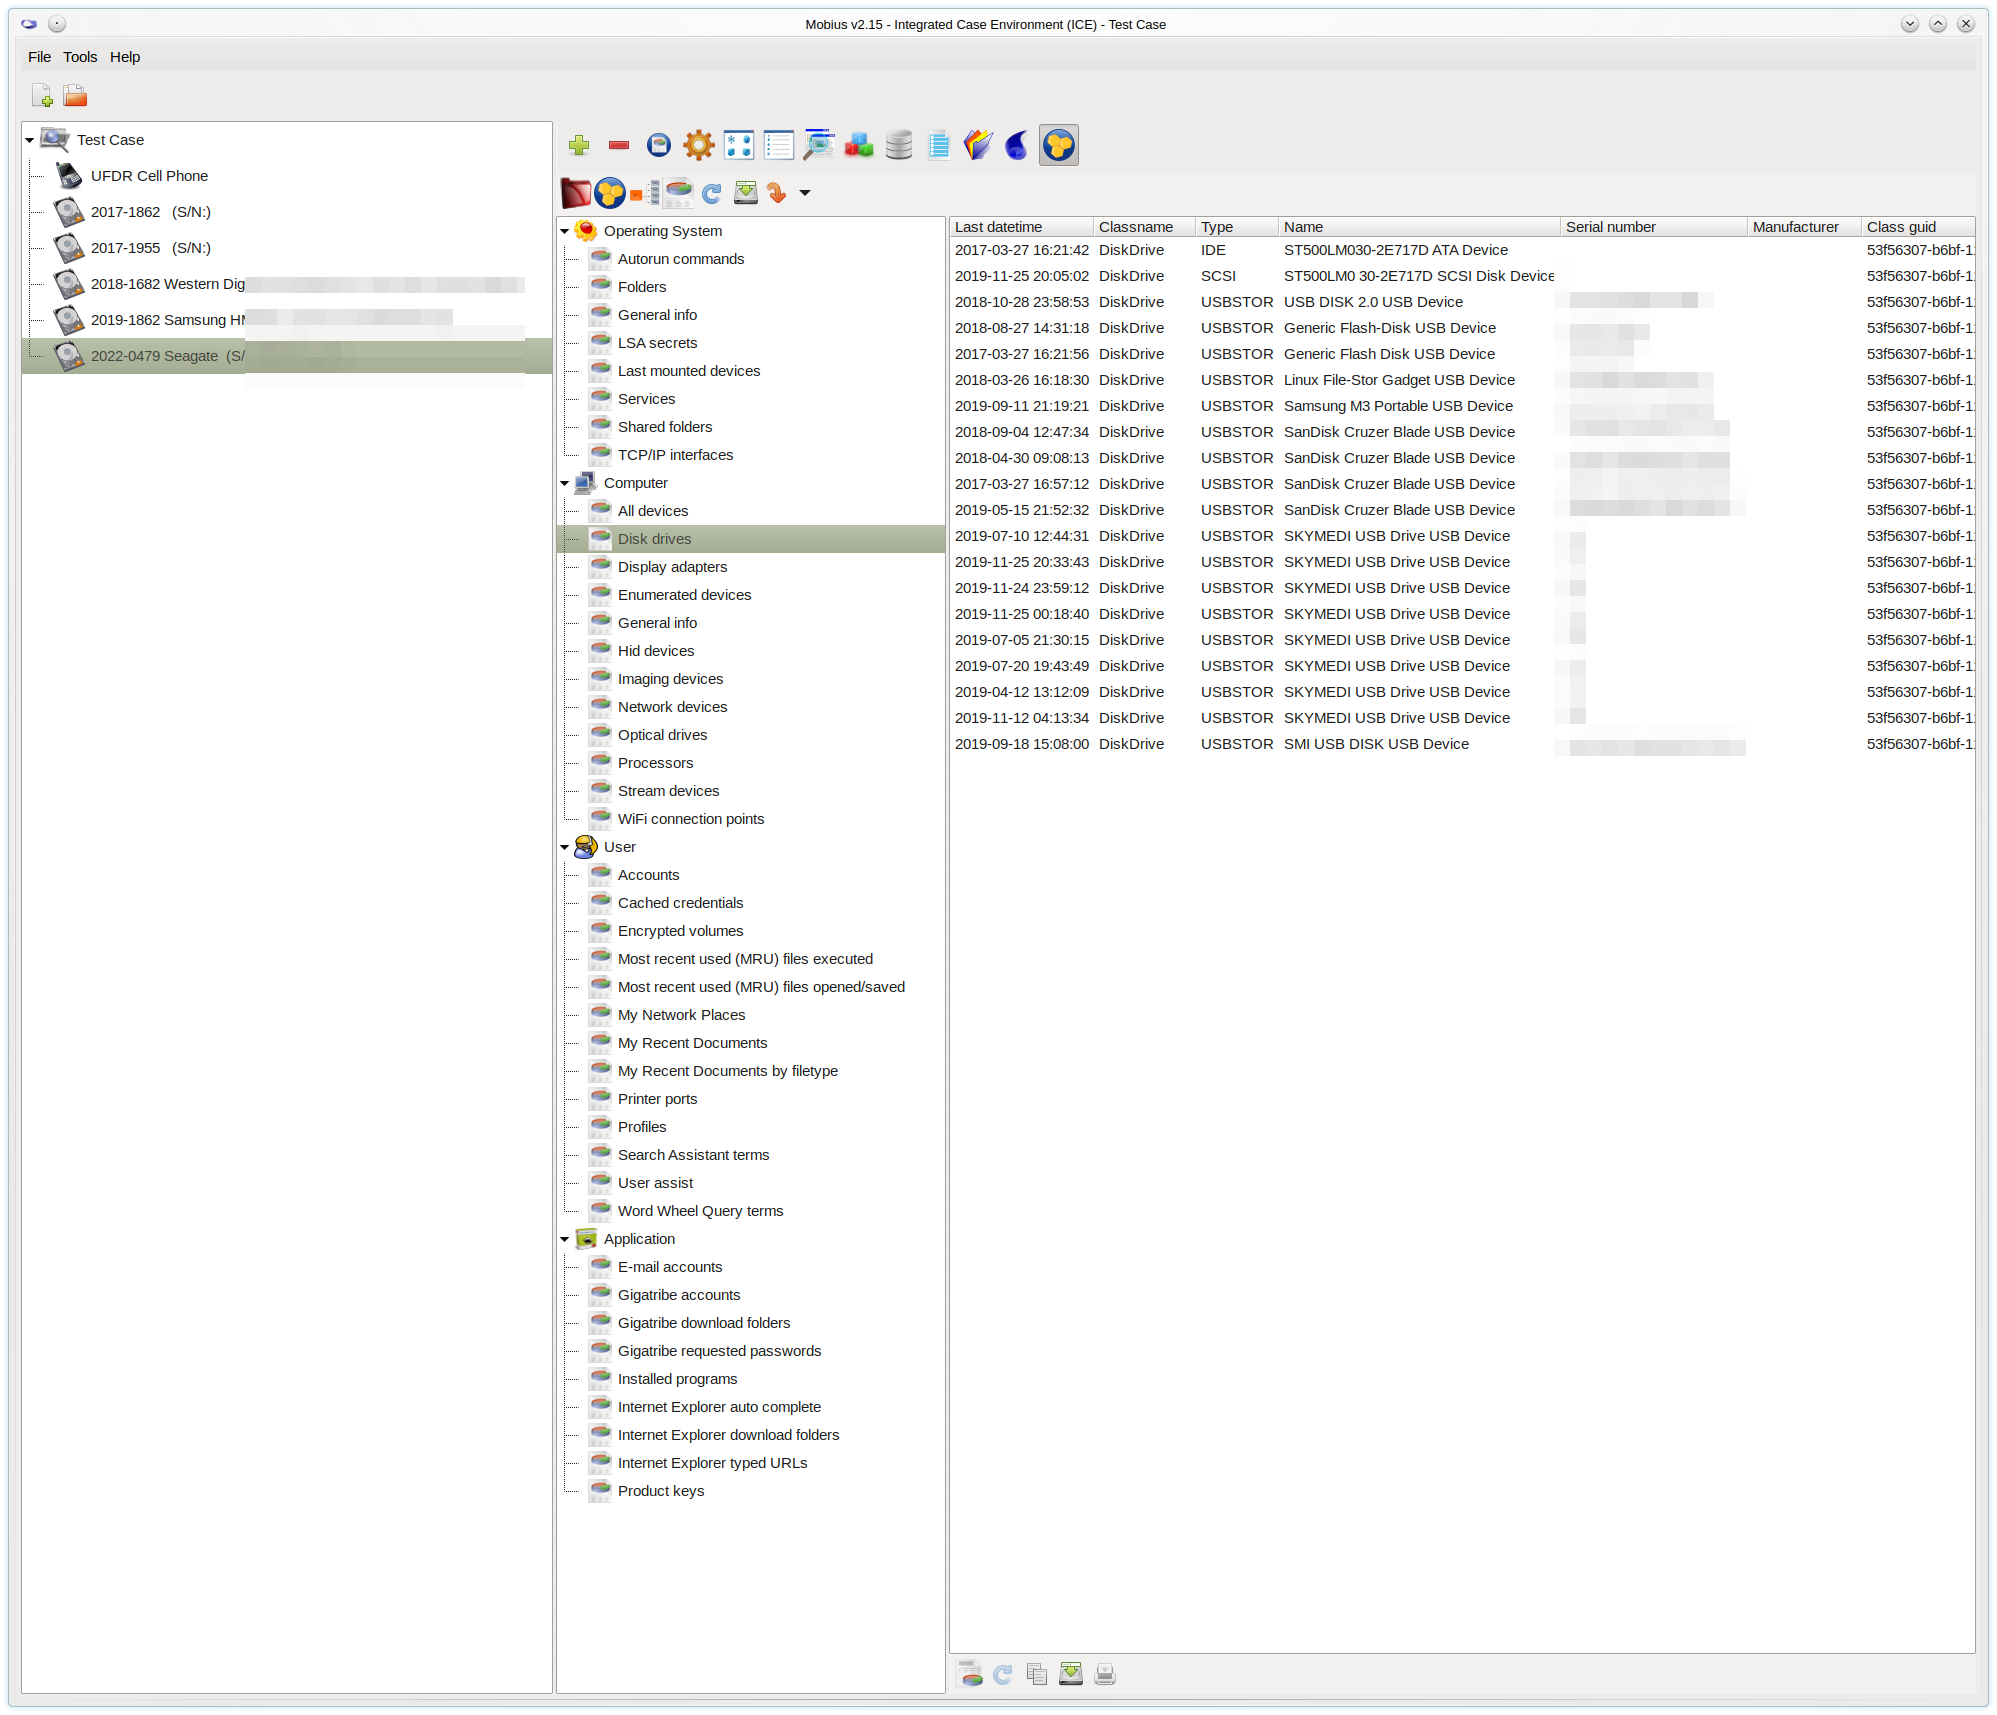 Mobius v2.15 - Integrated Case Environment (ICE) - Test Case
File Tools Help
Test Case
UFDR Cell Phone
2017-1862 (S/N:)
2017-1955 (S/N:)
2018-1682 Western Dig
2019-1862 Samsung
2022-0479 Seagate (S/
Operating System
Autorun commands
Folders
General info
LSA secrets
Last mounted devices
Services
Shared folders
TCP/IP interfaces
Computer
All devices
Disk drives
Display adapters
Enumerated devices
General info
Hid devices
Imaging devices
Network devices
Optical drives
Processors
Stream devices
WiFi connection points
User
Accounts
Cached credentials
Encrypted volumes
Most recent used (MRU) files executed
Most recent used (MRU) files opened/saved
My Network Places
My Recent Documents
My Recent Documents by filetype
Printer ports
Profiles
Search Assistant terms
User assist
Word Wheel Query terms
Application
E-mail accounts
Gigatribe accounts
Gigatribe download folders
Gigatribe requested passwords
Installed programs
Internet Explorer auto complete
Internet Explorer download folders
Internet Explorer typed URLs
Product keys
Last datetime Classname Type Name Serial number Manufacturer Class guid
2017-03-27 16:21:42 DiskDrive IDE ST500LM030-2E717D ATA Device 53f56307-b6bf-1
2019-11-25 20:05:02 DiskDrive SCSI ST500LM0 30-2E717D SCSI Disk Device 53f56307-b6bf-1
2018-10-28 23:58:53 DiskDrive USBSTOR USB DISK 2.0 USB Device 53f56307-b6bf-1
2018-08-27 14:31:18 DiskDrive USBSTOR Generic Flash-Disk USB Device 53f56307-b6bf-1
2017-03-27 16:21:56 DiskDrive USBSTOR Generic Flash Disk USB Device 53f56307-b6bf-1
2018-03-26 16:18:30 DiskDrive USBSTOR Linux File-Stor Gadget USB Device 53f56307-b6bf-1
2019-09-11 21:19:21 DiskDrive USBSTOR Samsung M3 Portable USB Device 53f56307-b6bf-1
2018-09-04 12:47:34 DiskDrive USBSTOR SanDisk Cruzer Blade USB Device 53f56307-b6bf-1
2018-04-30 09:08:13 DiskDrive USBSTOR SanDisk Cruzer Blade USB Device 53f56307-b6bf-1
2017-03-27 16:57:12 DiskDrive USBSTOR SanDisk Cruzer Blade USB Device 53f56307-b6bf-1
2019-05-15 21:52:32 DiskDrive USBSTOR SanDisk Cruzer Blade USB Device 53f56307-b6bf-1
2019-07-10 12:44:31 DiskDrive USBSTOR SKYMEDI USB Drive USB Device 53f56307-b6bf-1
2019-11-25 20:33:43 DiskDrive USBSTOR SKYMEDI USB Drive USB Device 53f56307-b6bf-1
2019-11-24 23:59:12 DiskDrive USBSTOR SKYMEDI USB Drive USB Device 53f56307-b6bf-1
2019-11-25 00:18:40 DiskDrive USBSTOR SKYMEDI USB Drive USB Device 53f56307-b6bf-1
2019-07-05 21:30:15 DiskDrive USBSTOR SKYMEDI USB Drive USB Device 53f56307-b6bf-1
2019-07-20 19:43:49 DiskDrive USBSTOR SKYMEDI USB Drive USB Device 53f56307-b6bf-1
2019-04-12 13:12:09 DiskDrive USBSTOR SKYMEDI USB Drive USB Device 53f56307-b6bf-1
2019-11-12 04:13:34 DiskDrive USBSTOR SKYMEDI USB Drive USB Device 53f56307-b6bf-1
2019-09-18 15:08:00 DiskDrive USBSTOR SMI USB DISK USB Device 53f56307-b6bf-1